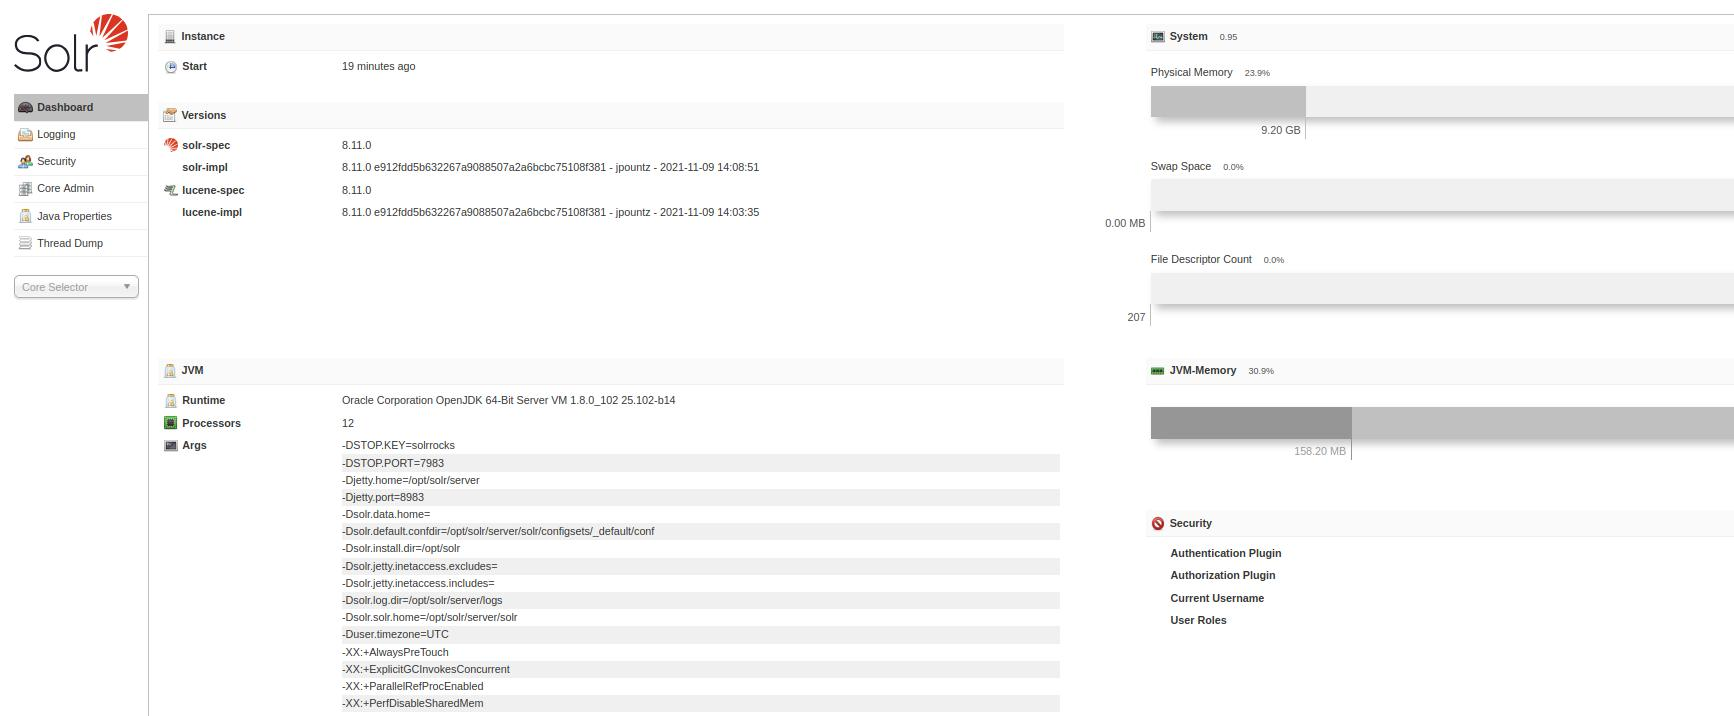 Solr
Dashboard
Logging
Security
Core Admin
Java Properties
Thread Dump
Core Selector
Instance
Start 19 minutes ago
Versions
solr-spec 8.11.0
solr-impl 8.11.0 e912fdd5b632267a9088507a2a6bcbc75108f381 - jpountz - 2021-11-09 14:08:51
lucene-spec 8.11.0
lucene-impl 8.11.0 e912fdd5b632267a9088507a2a6bcbc75108f381 - jpountz - 2021-11-09 14:03:35
JVM
Runtime Oracle Corporation OpenJDK 64-Bit Server VM 1.8.0_102 25.102-b14
Processors 12
Args -DSTOP.KEY=solrrocks
-DSTOP.PORT=7983
-Djetty.home=/opt/solr/server
-Djetty.port=8983
-Dsolr.data.home=
-Dsolr.default.confdir=/opt/solr/server/solr/configsets/_default/conf
-Dsolr.install.dir=/opt/solr
-Dsolr.jetty.inetaccess.excludes=
-Dsolr.jetty.inetaccess.includes=
-Dsolr.log.dir=/opt/solr/server/logs
-Dsolr.solr.home=/opt/solr/server/solr
-Duser.timezone=UTC
-XX:+AlwaysPreTouch
-XX:+ExplicitGCInvokesConcurrent
-XX:+ParallelRefProcEnabled
-XX:+PerfDisableSharedMem
System 0.95
Physical Memory 23.9%
9.20 GB
Swap Space 0.0%
0.00 MB
File Descriptor Count 0.0%
207
JVM-Memory 30.9%
158.20 MB
Security
Authentication Plugin
Authorization Plugin
Current Username
User Roles